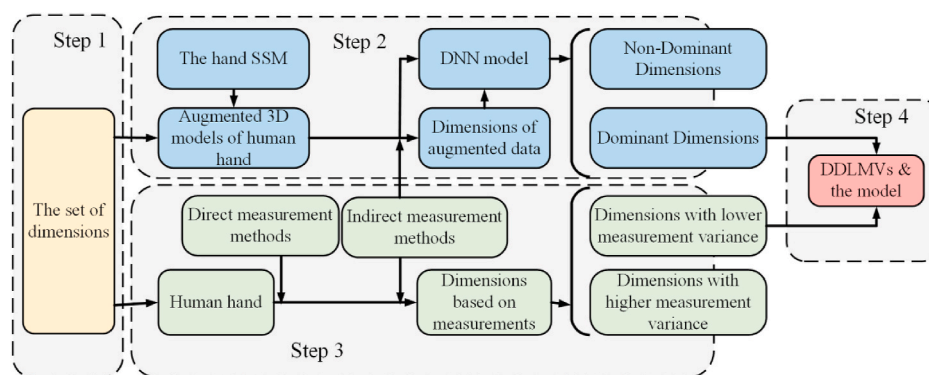 Step 1
Step 2
The hand SSM
DNN model
Non-Dominant
Dimensions
Augmented 3D
models of human
hand
Dimensions of
augmented data
Dominant Dimensions
Step 4
DDLMVs &
the model
The set of
dimensions
Direct measurement
methods
Indirect measurement
methods
Dimensions with lower
measurement variance
Human hand
Dimensions
based on
measurements
Dimensions with
higher measurement
variance
Step 3